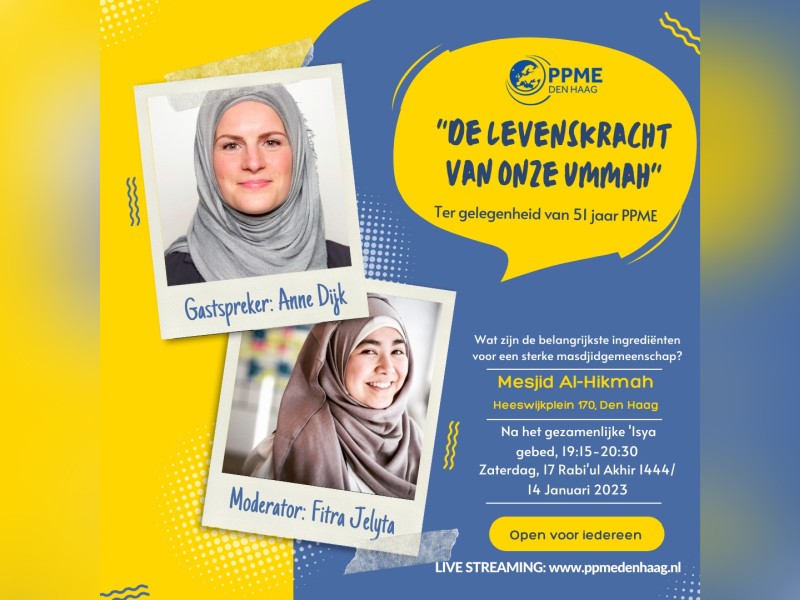 PPME
DEN HAAG
"DE LEVENSKRACHT
VAN ONZE UMMAH"
Ter gelegenheid van 51 jaar PPME
Gastspreker: Anne Dijk
Moderator: Fitra Jelyta
Wat zijn de belangrijkste ingrediënten
voor een sterke masdjidgemeenschap?
Mesjid Al-Hikmah
Heeswijkplein 170, Den Haag
Na het gezamenlijke 'Isya
gebed, 19:15-20:30
Zaterdag, 17 Rabi'ul Akhir 1444/
14 Januari 2023
Open voor iedereen
LIVE STREAMING: www.ppmedenhaag.nl